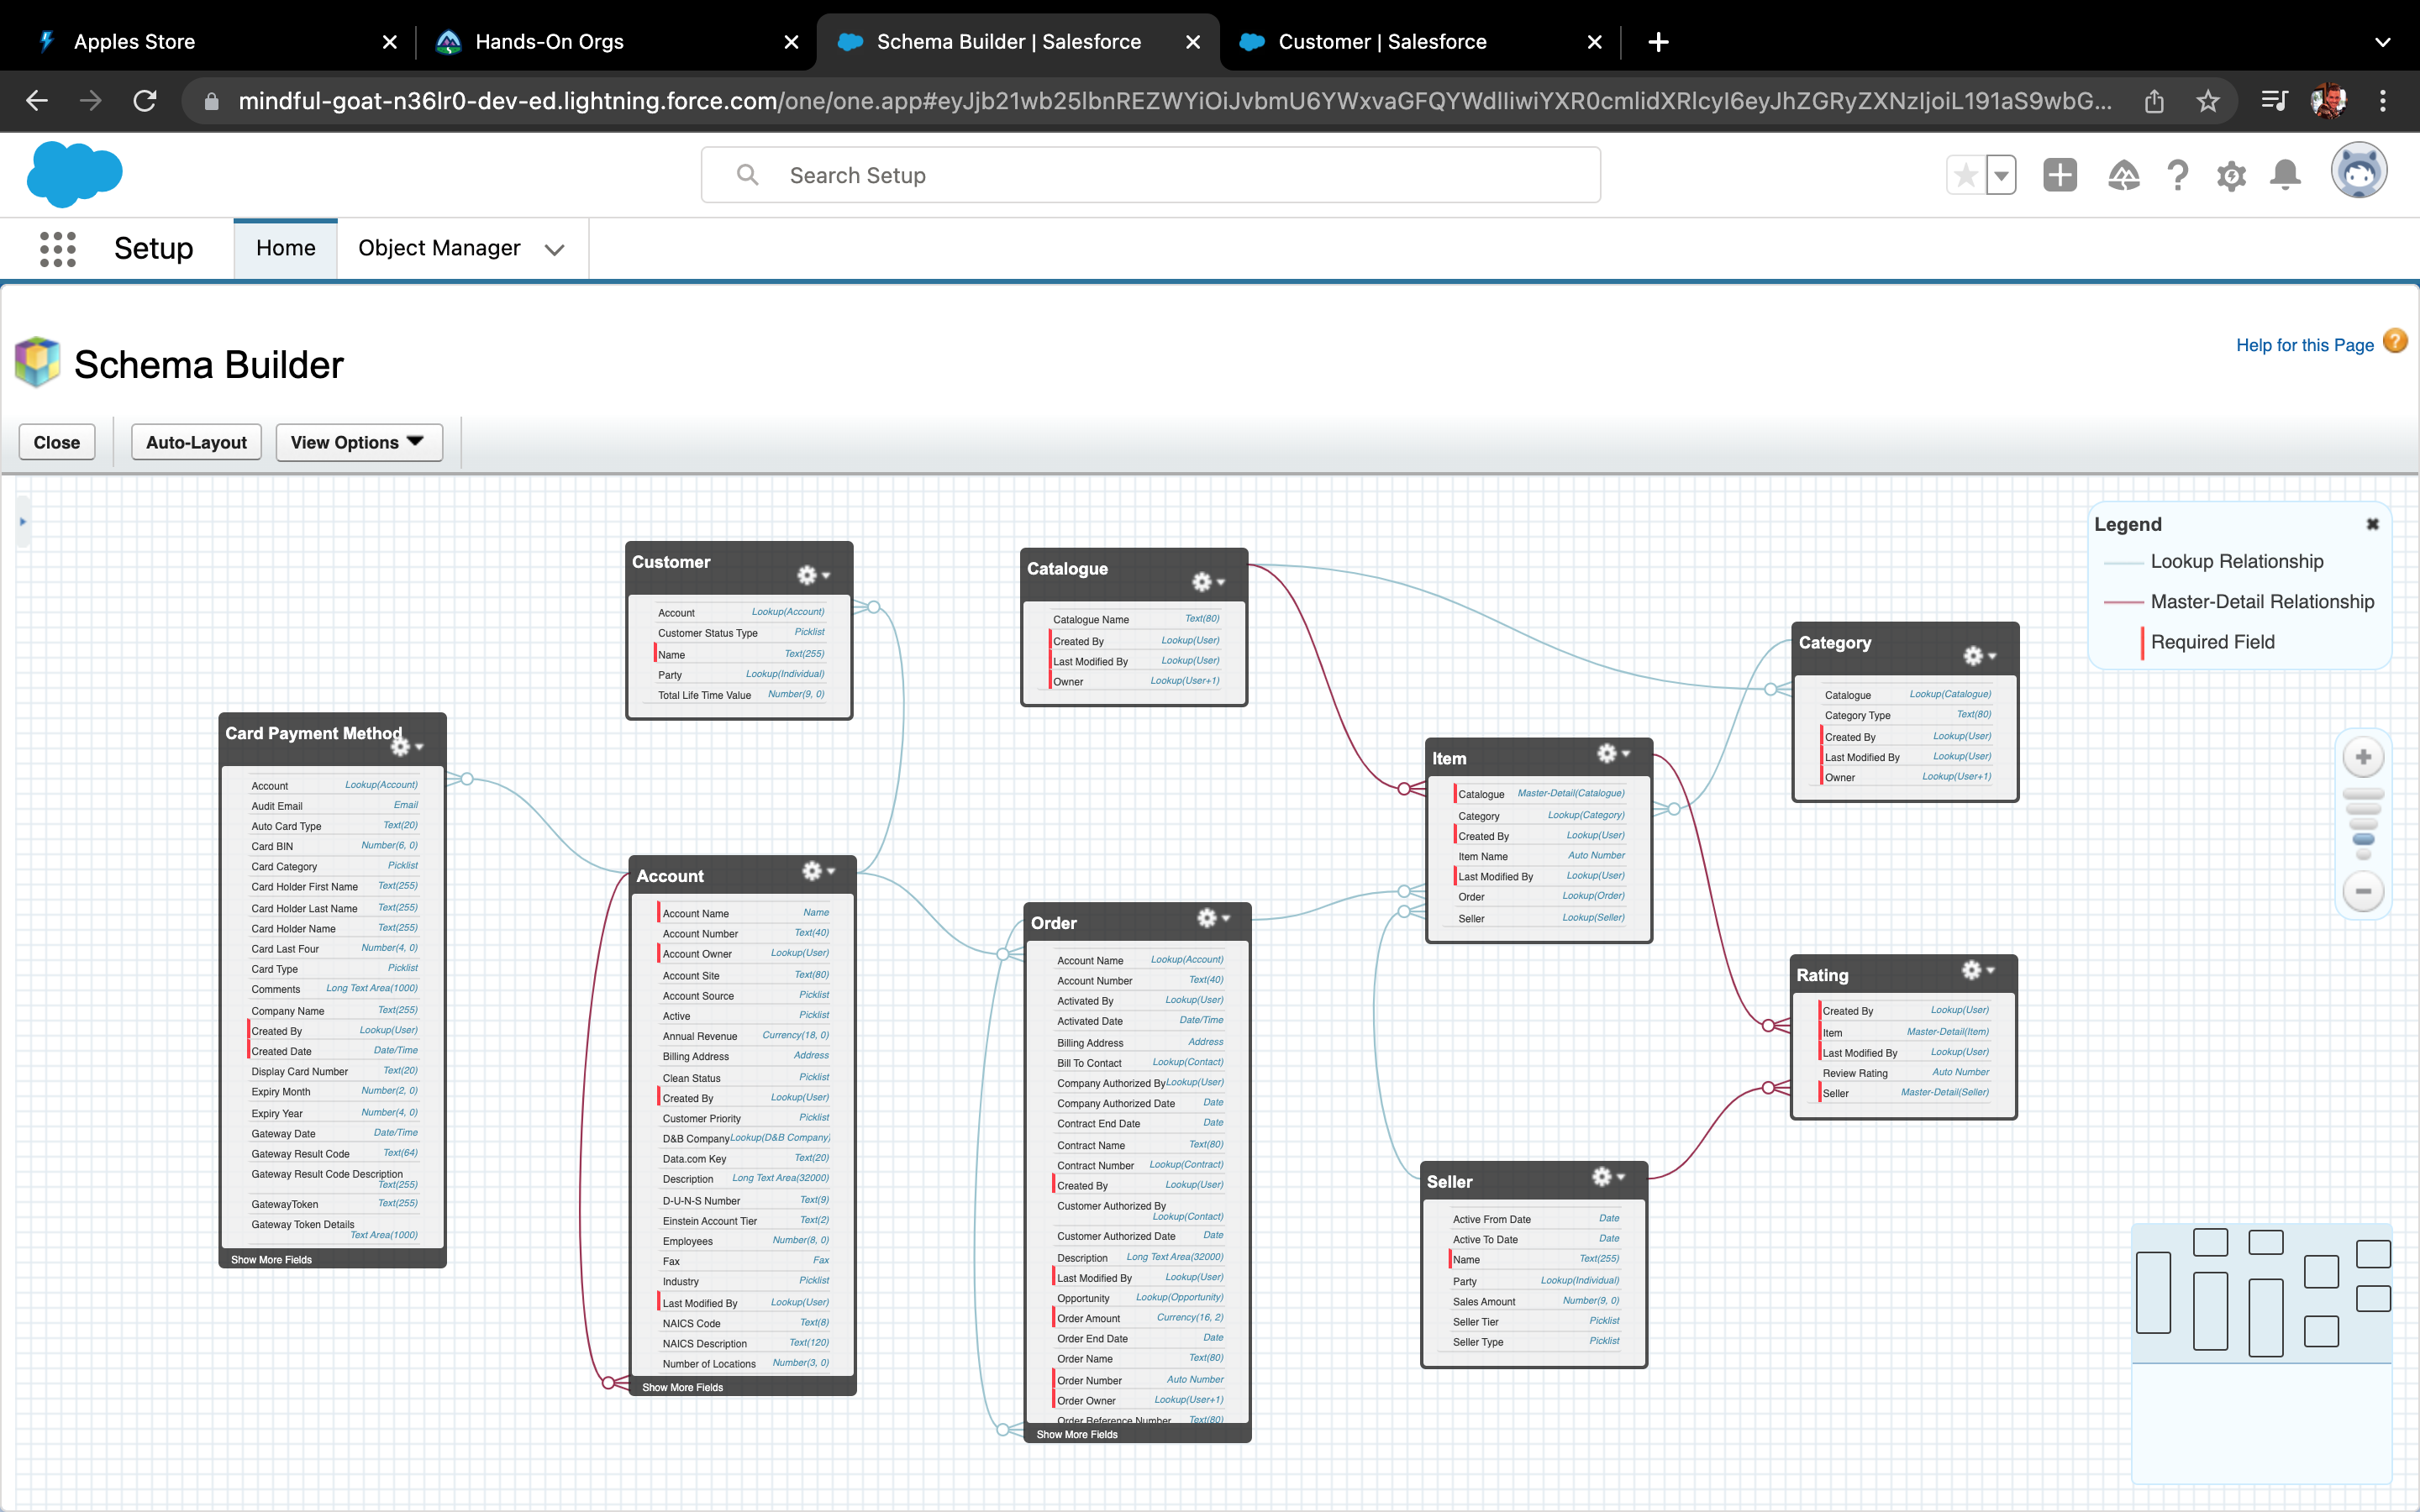 Apples Store
Hands-On Orgs
Schema Builder | Salesforce
Customer | Salesforce
mindful-goat-n36lr0-dev-ed.lightning.force.com/one/one.app#
Search Setup
Setup
Home
Object Manager
Schema Builder
Help for this Page
Close
Auto-Layout
View Options
Legend
Lookup Relationship
Master-Detail Relationship
Required Field
Customer
Account Lookup(Account)
Customer Status Type Picklist
Name Text(255)
Party Lookup(Individual)
Total Life Time Value Number(9, 0)
Catalogue
Catalogue Name Text(80)
Created By Lookup(User)
Last Modified By Lookup(User)
Owner Lookup(User+1)
Category
Catalogue Lookup(Catalogue)
Category Type Text(80)
Created By Lookup(User)
Last Modified By Lookup(User)
Owner Lookup(User+1)
Card Payment Method
Account Lookup(Account)
Audit Email Email
Auto Card Type Text(20)
Card BIN Number(6, 0)
Card Category Picklist
Card Holder First Name Text(255)
Card Holder Last Name Text(255)
Card Holder Name Text(255)
Card Last Four Number(4, 0)
Card Type Picklist
Comments Long Text Area(1000)
Company Name Text(255)
Created By Lookup(User)
Created Date Date/Time
Display Card Number Text(20)
Expiry Month Number(2, 0)
Expiry Year Number(4, 0)
Gateway Date Date/Time
Gateway Result Code Text(64)
Gateway Result Code Description
Text(255)
GatewayToken Text(255)
Gateway Token Details
Text Area(1000)
Show More Fields
Account
Account Name Name
Account Number Text(40)
Account Owner Lookup(User)
Account Site Text(80)
Account Source Picklist
Active Picklist
Annual Revenue Currency(18, 0)
Billing Address Address
Clean Status Picklist
Created By Lookup(User)
Customer Priority Picklist
D&B Company Lookup(D&B Company)
Data.com Key Text(20)
Description Long Text Area(32000)
D-U-N-S Number Text(9)
Einstein Account Tier Text(2)
Employees Number(8, 0)
Fax Fax
Industry Picklist
Last Modified By Lookup(User)
NAICS Code Text(8)
NAICS Description Text(120)
Number of Locations Number(3, 0)
Show More Fields
Order
Account Name Lookup(Account)
Account Number Text(40)
Activated By Lookup(User)
Activated Date Date/Time
Billing Address Address
Bill To Contact Lookup(Contact)
Company Authorized By Lookup(User)
Company Authorized Date Date
Contract End Date Date
Contract Name Text(80)
Contract Number Lookup(Contract)
Created By Lookup(User)
Customer Authorized By
Lookup(Contact)
Customer Authorized Date Date
Description Long Text Area(32000)
Last Modified By Lookup(User)
Opportunity Lookup(Opportunity)
Order Amount Currency(16, 2)
Order End Date Date
Order Name Text(80)
Order Number Auto Number
Order Owner Lookup(User+1)
Order Reference Number Text(80)
Show More Fields
Item
Catalogue Master-Detail(Catalogue)
Category Lookup(Category)
Created By Lookup(User)
Item Name Auto Number
Last Modified By Lookup(User)
Order Lookup(Order)
Seller Lookup(Seller)
Rating
Created By Lookup(User)
Item Master-Detail(Item)
Last Modified By Lookup(User)
Review Rating Auto Number
Seller Master-Detail(Seller)
Seller
Active From Date Date
Active To Date Date
Name Text(255)
Party Lookup(Individual)
Sales Amount Number(9, 0)
Seller Tier Picklist
Seller Type Picklist